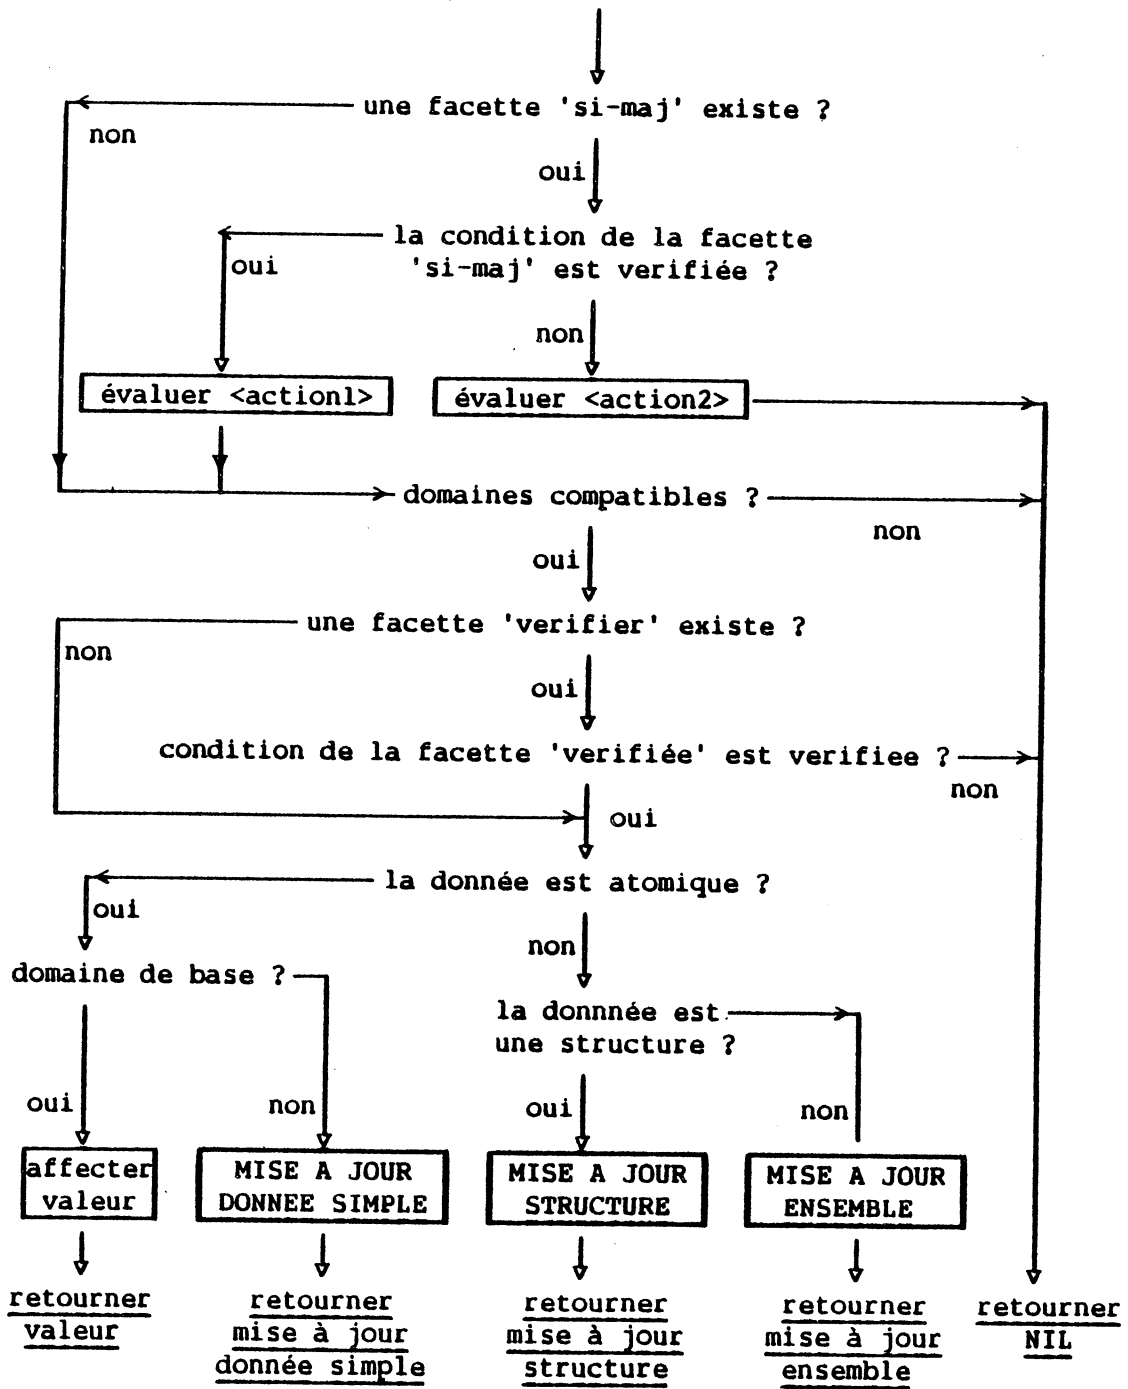 une facette 'si-maj' existe ?
non
oui
la condition de la facette
'si-maj' est verifiée ?
oui
non
évaluer <action1>
évaluer <action2>
domaines compatibles ?
non
oui
une facette 'verifier' existe ?
non
oui
condition de la facette 'verifiée' est verifiee ?
non
oui
la donnée est atomique ?
oui
non
domaine de base ?
la donnnée est
une structure ?
oui
non
oui
non
affecter
valeur
MISE A JOUR
DONNEE SIMPLE
MISE A JOUR
STRUCTURE
MISE A JOUR
ENSEMBLE
retourner
valeur
retourner
mise à jour
donnée simple
retourner
mise à jour
structure
retourner
mise à jour
ensemble
retourner
NIL